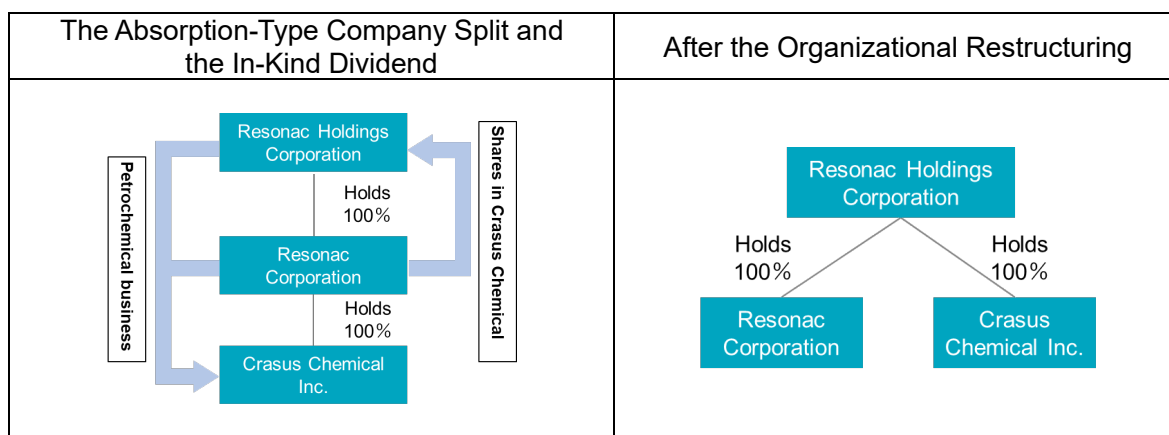 The Absorption-Type Company Split and
the In-Kind Dividend
After the Organizational Restructuring
Petrochemical business
Resonac Holdings
Corporation
Holds
100%
Resonac
Corporation
Holds
100%
Crasus Chemical
Inc.
Shares in Crasus Chemical
Resonac Holdings
Corporation
Holds
100%
Holds
100%
Resonac
Corporation
Crasus
Chemical Inc.